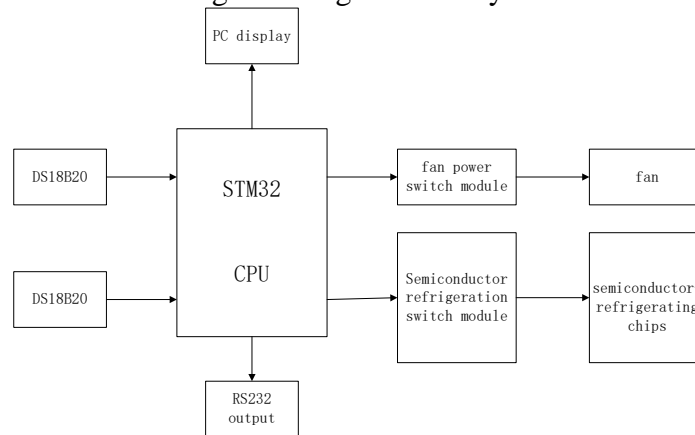 PC display
DS18B20
STM32
CPU
DS18B20
fan power
switch module
fan
Semiconductor
refrigeration
switch module
semiconductor
refrigerating
chips
RS232
output